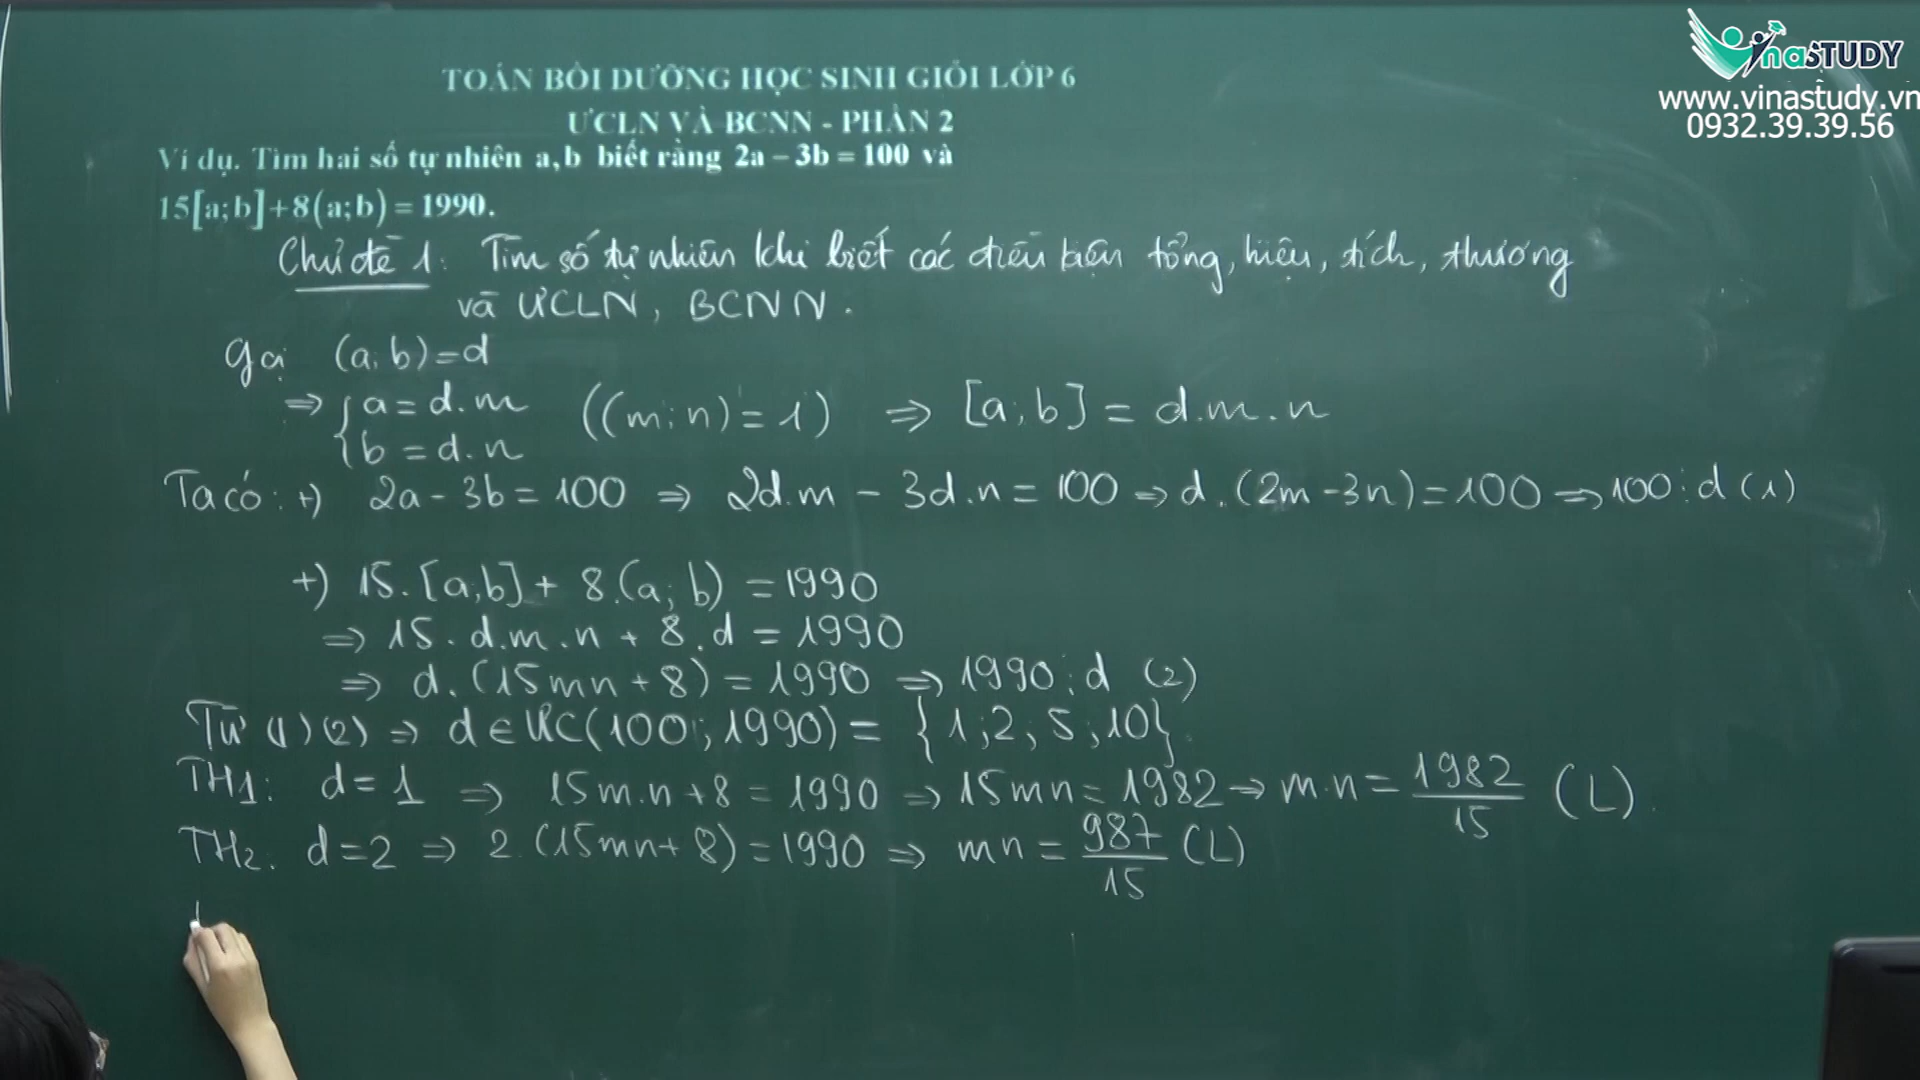 VinaSTUDY
www.vinastudy.vn
0932.39.39.56
TOÁN BỒI DƯỠNG HỌC SINH GIỎI LỚP 6
ƯCLN VÀ BCNN - PHẦN 2
Ví dụ. Tìm hai số tự nhiên a,b biết rằng 2a – 3b = 100 và
15[a;b]+8(a;b) = 1990.
Chủ đề 1: Tìm số tự nhiên khi biết các điều kiện tổng, hiệu, tích, thương
và ƯCLN, BCNN.
Gọi (a;b)=d
⇒ { a = d.m ((m;n)=1) ⇒ [a;b] = d.m.n
{ b = d.n
Ta có: +) 2a - 3b = 100 ⇒ 2d.m - 3d.n = 100 ⇒ d.(2m-3n)=100 ⇒ 100⋮d (1)
+) 15.[a;b] + 8.(a;b) = 1990
⇒ 15.d.m.n + 8.d = 1990
⇒ d.(15mn+8) = 1990 ⇒ 1990⋮d (2)
Từ (1)(2) ⇒ d∈ƯC(100;1990) = {1;2;5;10}
TH1: d=1 ⇒ 15m.n+8 = 1990 ⇒ 15mn = 1982 ⇒ m.n = 1982/15 (L).
TH2: d=2 ⇒ 2.(15mn+8)=1990 ⇒ mn = 987/15 (L)